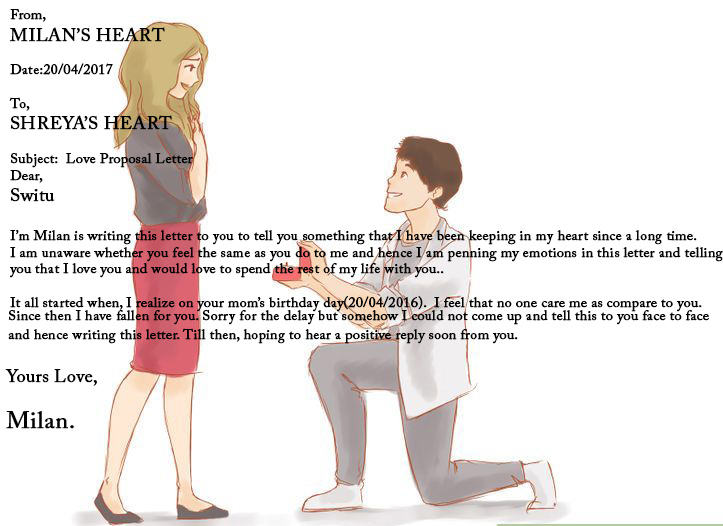 From,
MILAN'S HEART
Date:20/04/2017
To,
SHREYA'S HEART
Subject:  Love Proposal Letter
Dear,
Switu
I'm Milan is writing this letter to you to tell you something that I have been keeping in my heart since a long time.
I am unaware whether you feel the same as you do to me and hence I am penning my emotions in this letter and telling
you that I love you and would love to spend the rest of my life with you..
It all started when, I realize on your mom's birthday day(20/04/2016).  I feel that no one care me as compare to you.
Since then I have fallen for you. Sorry for the delay but somehow I could not come up and tell this to you face to face
and hence writing this letter. Till then, hoping to hear a positive reply soon from you.
Yours Love,
Milan.